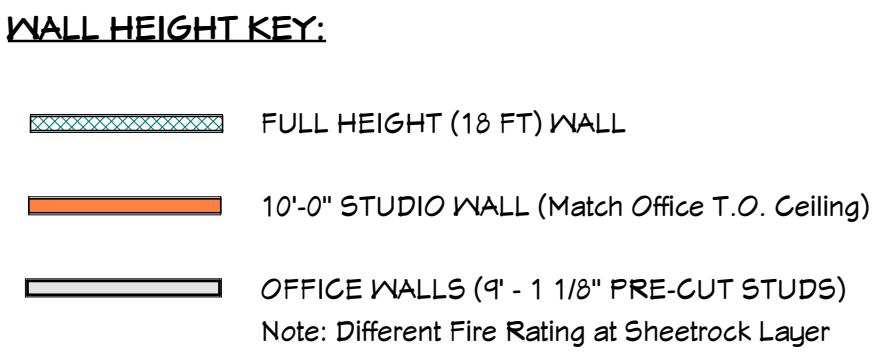 WALL HEIGHT KEY:
FULL HEIGHT (18 FT) WALL
10'-0" STUDIO WALL (Match Office T.O. Ceiling)
OFFICE WALLS (9' - 1 1/8" PRE-CUT STUDS)
Note: Different Fire Rating at Sheetrock Layer